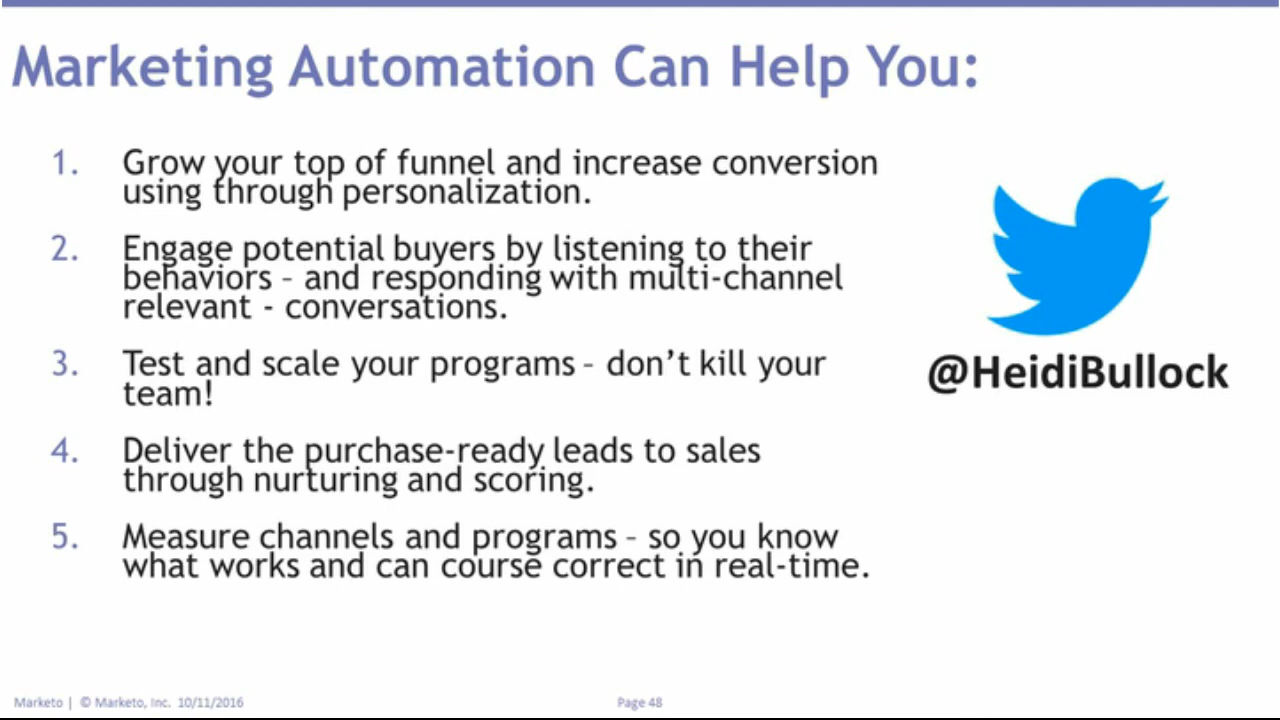 Marketing Automation Can Help You:
1. Grow your top of funnel and increase conversion
using through personalization.
2. Engage potential buyers by listening to their
behaviors – and responding with multi-channel
relevant - conversations.
3. Test and scale your programs – don’t kill your
team!
4. Deliver the purchase-ready leads to sales
through nurturing and scoring.
5. Measure channels and programs – so you know
what works and can course correct in real-time.
@HeidiBullock
Marketo | © Marketo, Inc. 10/11/2016
Page 48